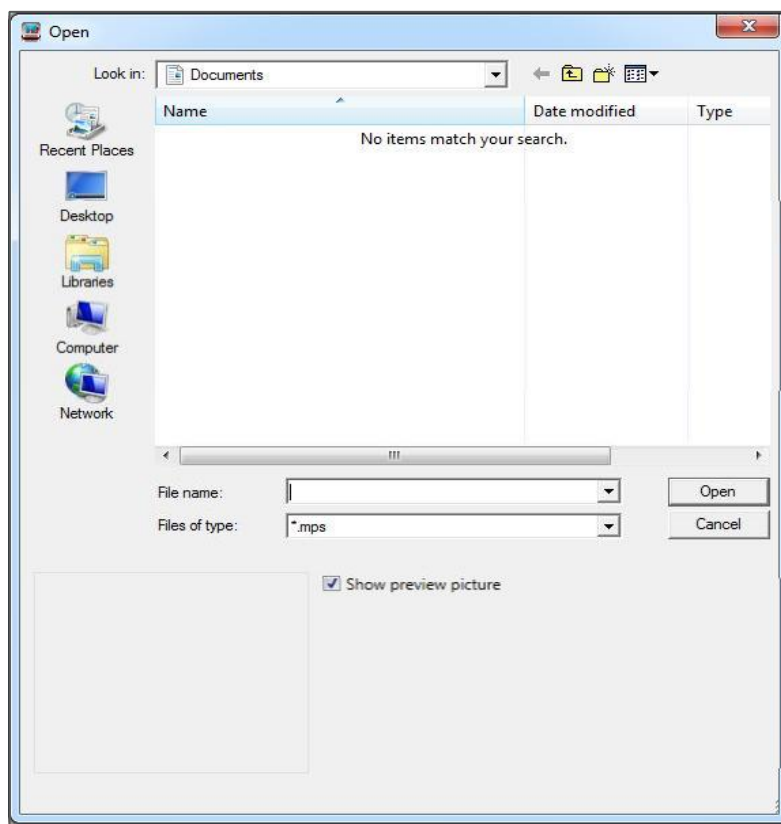 Open
Look in: Documents
Name Date modified Type
No items match your search.
Recent Places
Desktop
Libraries
Computer
Network
File name: Open
Files of type: *.mps Cancel
Show preview picture